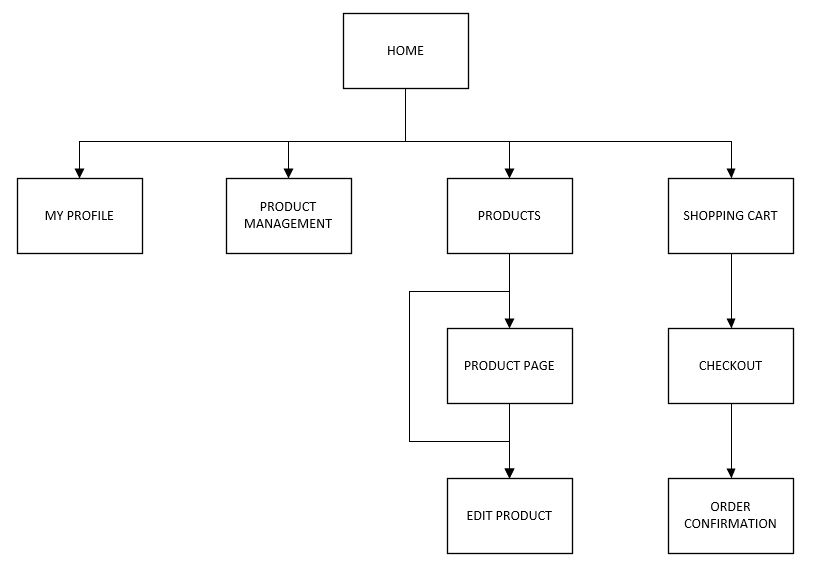 HOME
MY PROFILE
PRODUCT
MANAGEMENT
PRODUCTS
SHOPPING CART
PRODUCT PAGE
CHECKOUT
EDIT PRODUCT
ORDER
CONFIRMATION